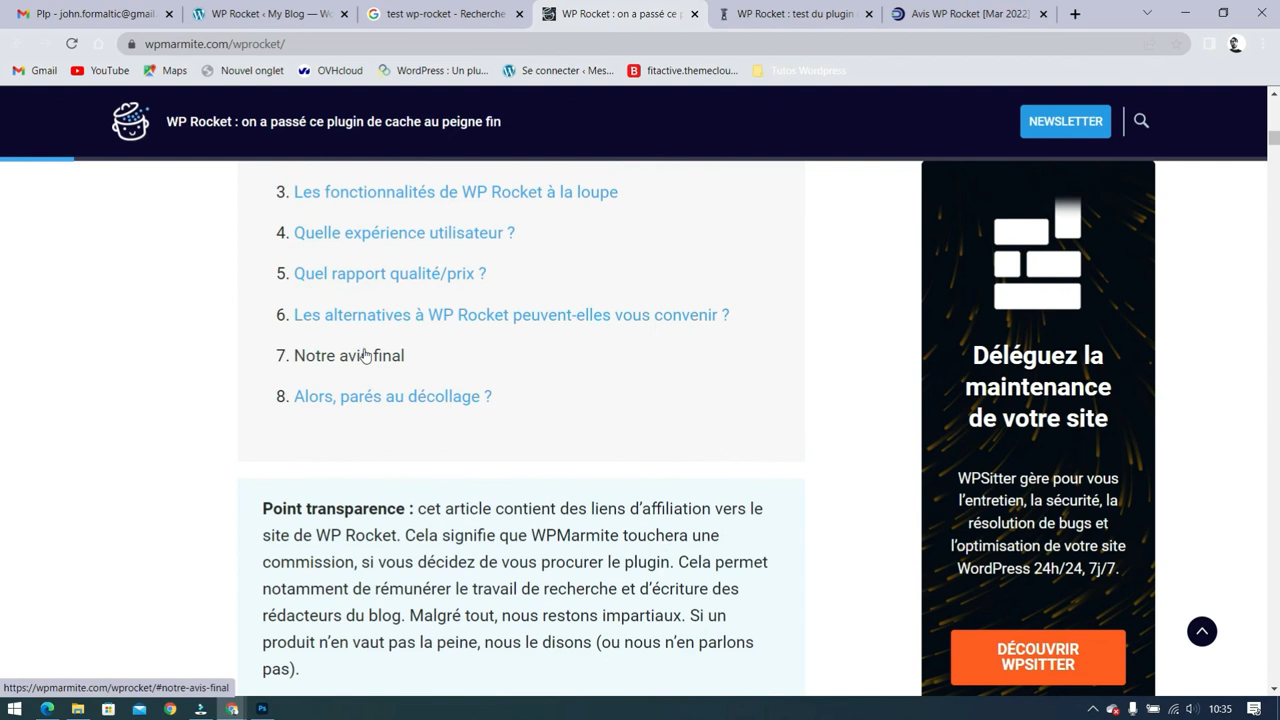 Plp - john.formaltic@gmail
WP Rocket ‹ My Blog — Wo
test wp-rocket - Recherche
WP Rocket : on a passé ce p
WP Rocket : test du plugin
Avis WP Rocket [Mar 2022]
wpmarmite.com/wprocket/
Gmail
YouTube
Maps
Nouvel onglet
OVHcloud
WordPress : Un plu...
Se connecter ‹ Mes...
fitactive.themeclou...
Tutos Wordpress
WP Rocket : on a passé ce plugin de cache au peigne fin
NEWSLETTER
3. Les fonctionnalités de WP Rocket à la loupe
4. Quelle expérience utilisateur ?
5. Quel rapport qualité/prix ?
6. Les alternatives à WP Rocket peuvent-elles vous convenir ?
7. Notre avis final
8. Alors, parés au décollage ?
Point transparence : cet article contient des liens d'affiliation vers le
site de WP Rocket. Cela signifie que WPMarmite touchera une
commission, si vous décidez de vous procurer le plugin. Cela permet
notamment de rémunérer le travail de recherche et d'écriture des
rédacteurs du blog. Malgré tout, nous restons impartiaux. Si un
produit n'en vaut pas la peine, nous le disons (ou nous n'en parlons
pas).
Déléguez la
maintenance
de votre site
WPSitter gère pour vous
l'entretien, la sécurité, la
résolution de bugs et
l'optimisation de votre site
WordPress 24h/24, 7j/7.
DÉCOUVRIR
WPSITTER
https://wpmarmite.com/wprocket/#notre-avis-final
Ps
10:35